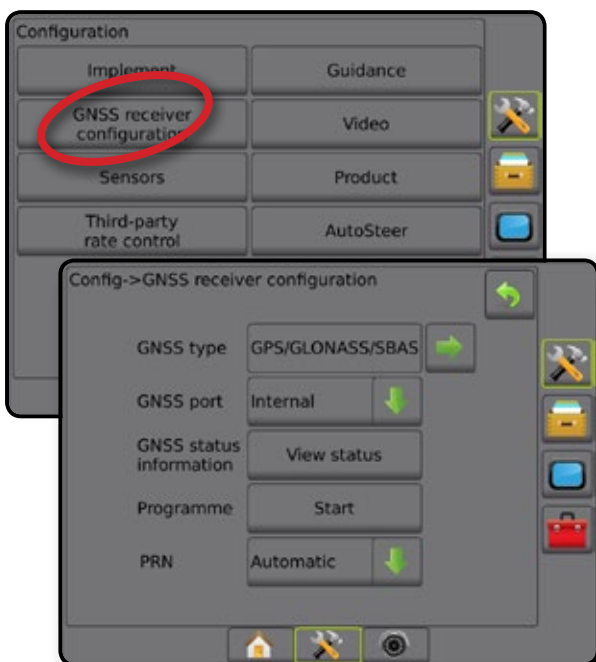 Configuration
Implement
Guidance
GNSS receiver
configuration
Video
Sensors
Product
Third-party
rate control
AutoSteer
Config->GNSS receiver configuration
GNSS type
GPS/GLONASS/SBAS
GNSS port
Internal
GNSS status
information
View status
Programme
Start
PRN
Automatic